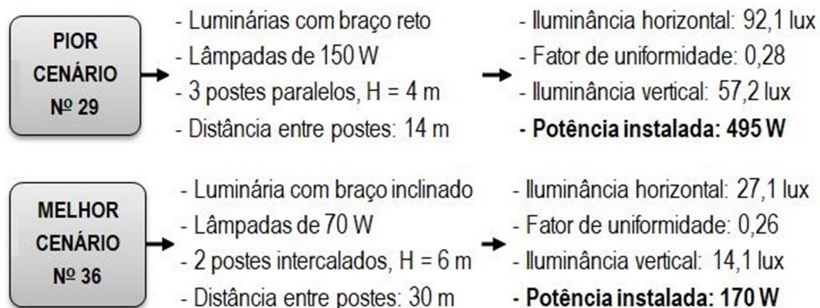 PIOR
CENÁRIO
Nº 29
- Luminárias com braço reto
- Lâmpadas de 150 W
- 3 postes paralelos, H = 4 m
- Distância entre postes: 14 m
- Iluminância horizontal: 92,1 lux
- Fator de uniformidade: 0,28
- Iluminância vertical: 57,2 lux
- Potência instalada: 495 W
MELHOR
CENÁRIO
Nº 36
- Luminária com braço inclinado
- Lâmpadas de 70 W
- 2 postes intercalados, H = 6 m
- Distância entre postes: 30 m
- Iluminância horizontal: 27,1 lux
- Fator de uniformidade: 0,26
- Iluminância vertical: 14,1 lux
- Potência instalada: 170 W